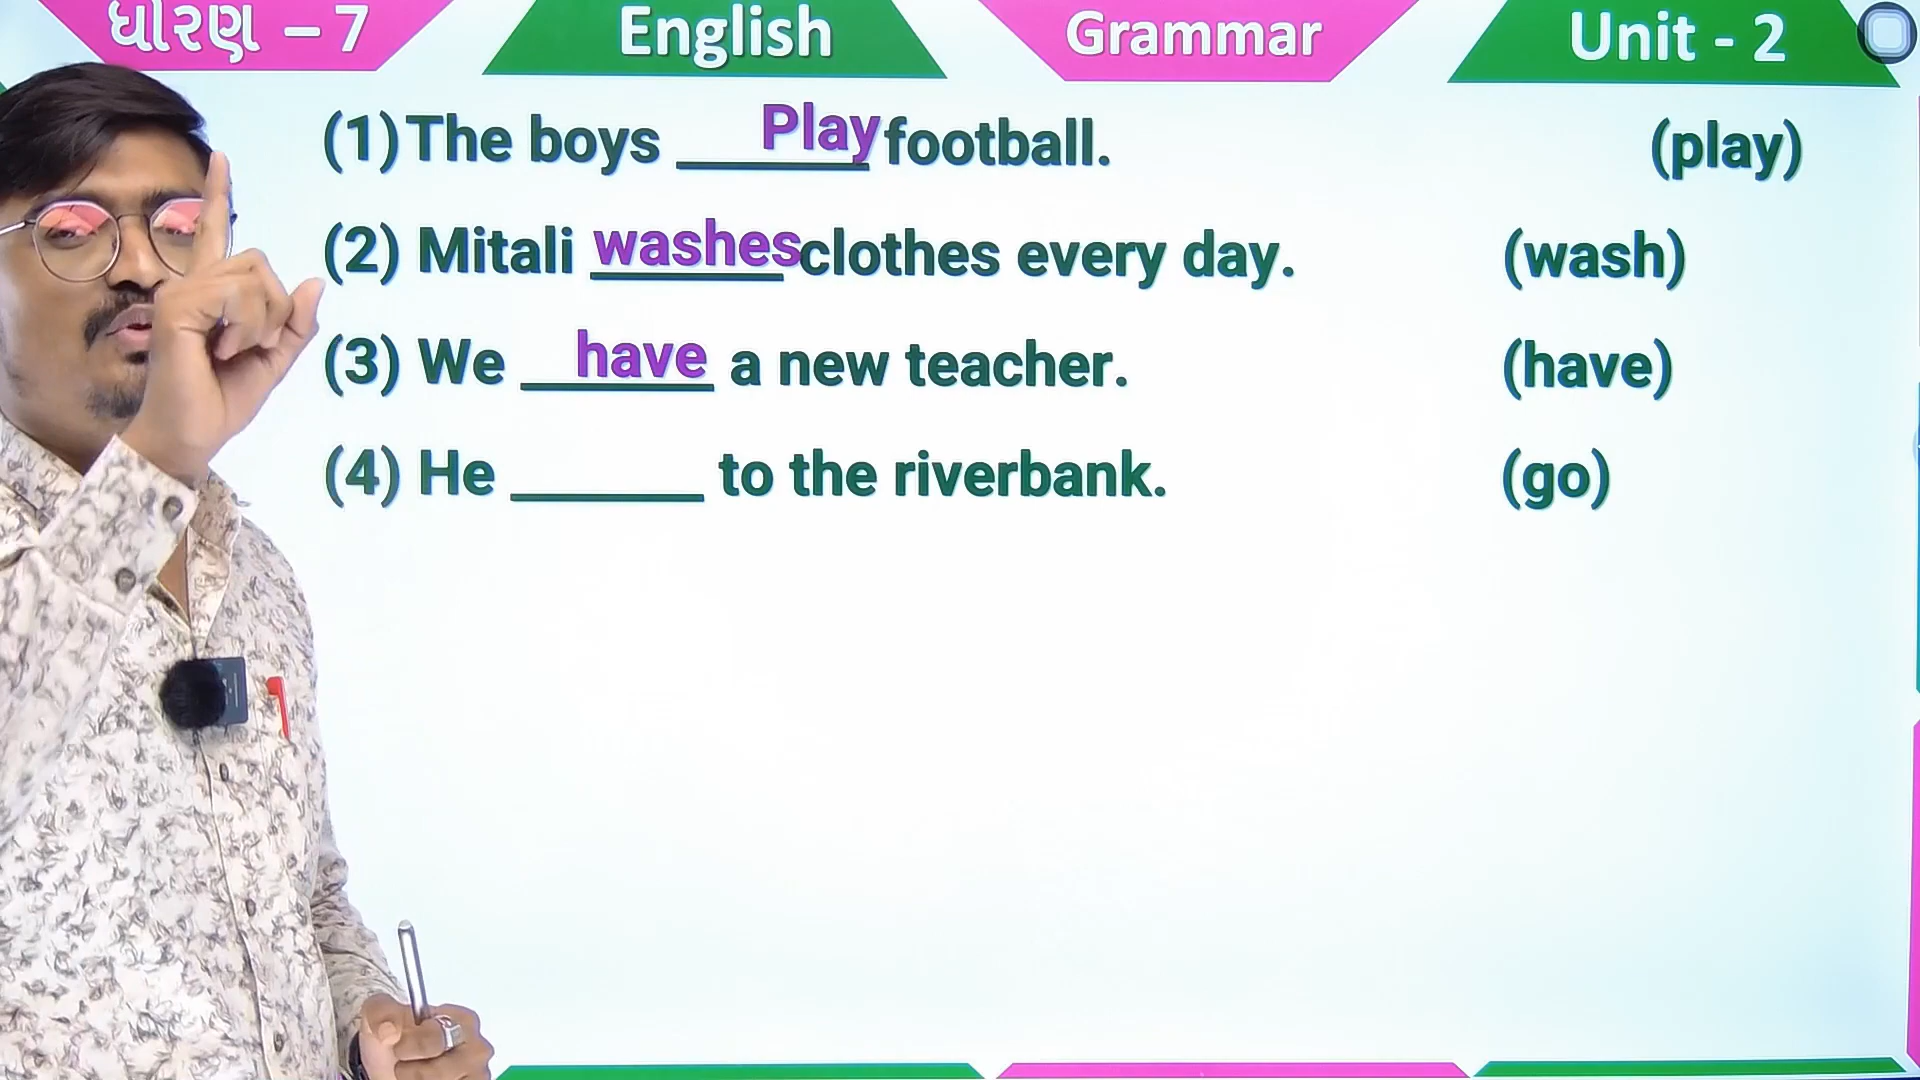 ધોરણ – 7 English Grammar Unit - 2
(1) The boys Play football. (play)
(2) Mitali washes clothes every day. (wash)
(3) We have a new teacher. (have)
(4) He ______ to the riverbank. (go)